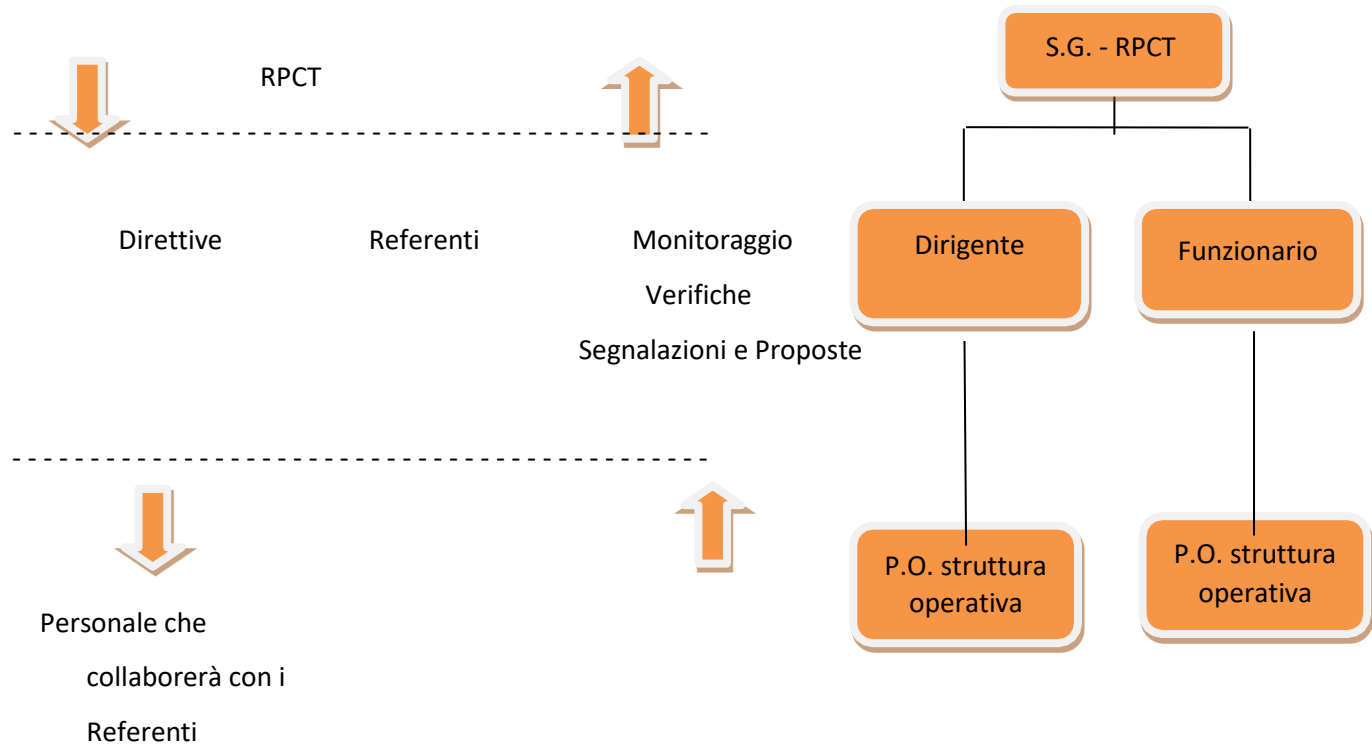 RPCT
Direttive
Referenti
Monitoraggio
Verifiche
Segnalazioni e Proposte
Personale che
collaborerà con i
Referenti
S.G. - RPCT
Dirigente
Funzionario
P.O. struttura
operativa
P.O. struttura
operativa